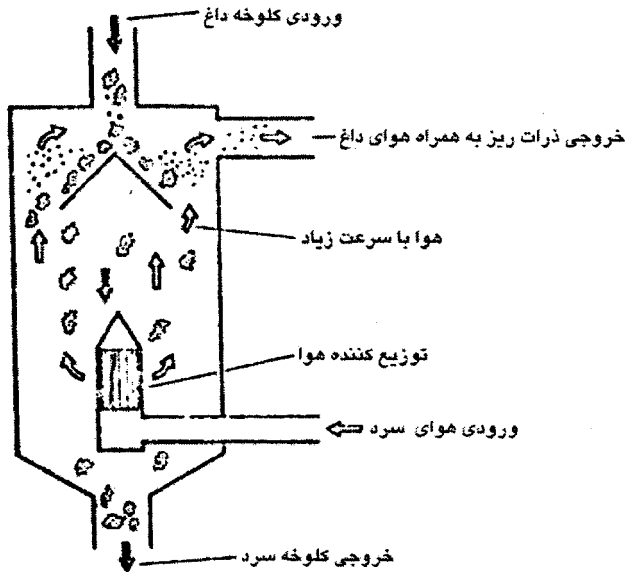 ورودی کلوخه داغ
خروجی ذرات ریز به همراه هوای داغ
هوا با سرعت زیاد
توزیع کننده هوا
ورودی هوای سرد
خروجی کلوخه سرد